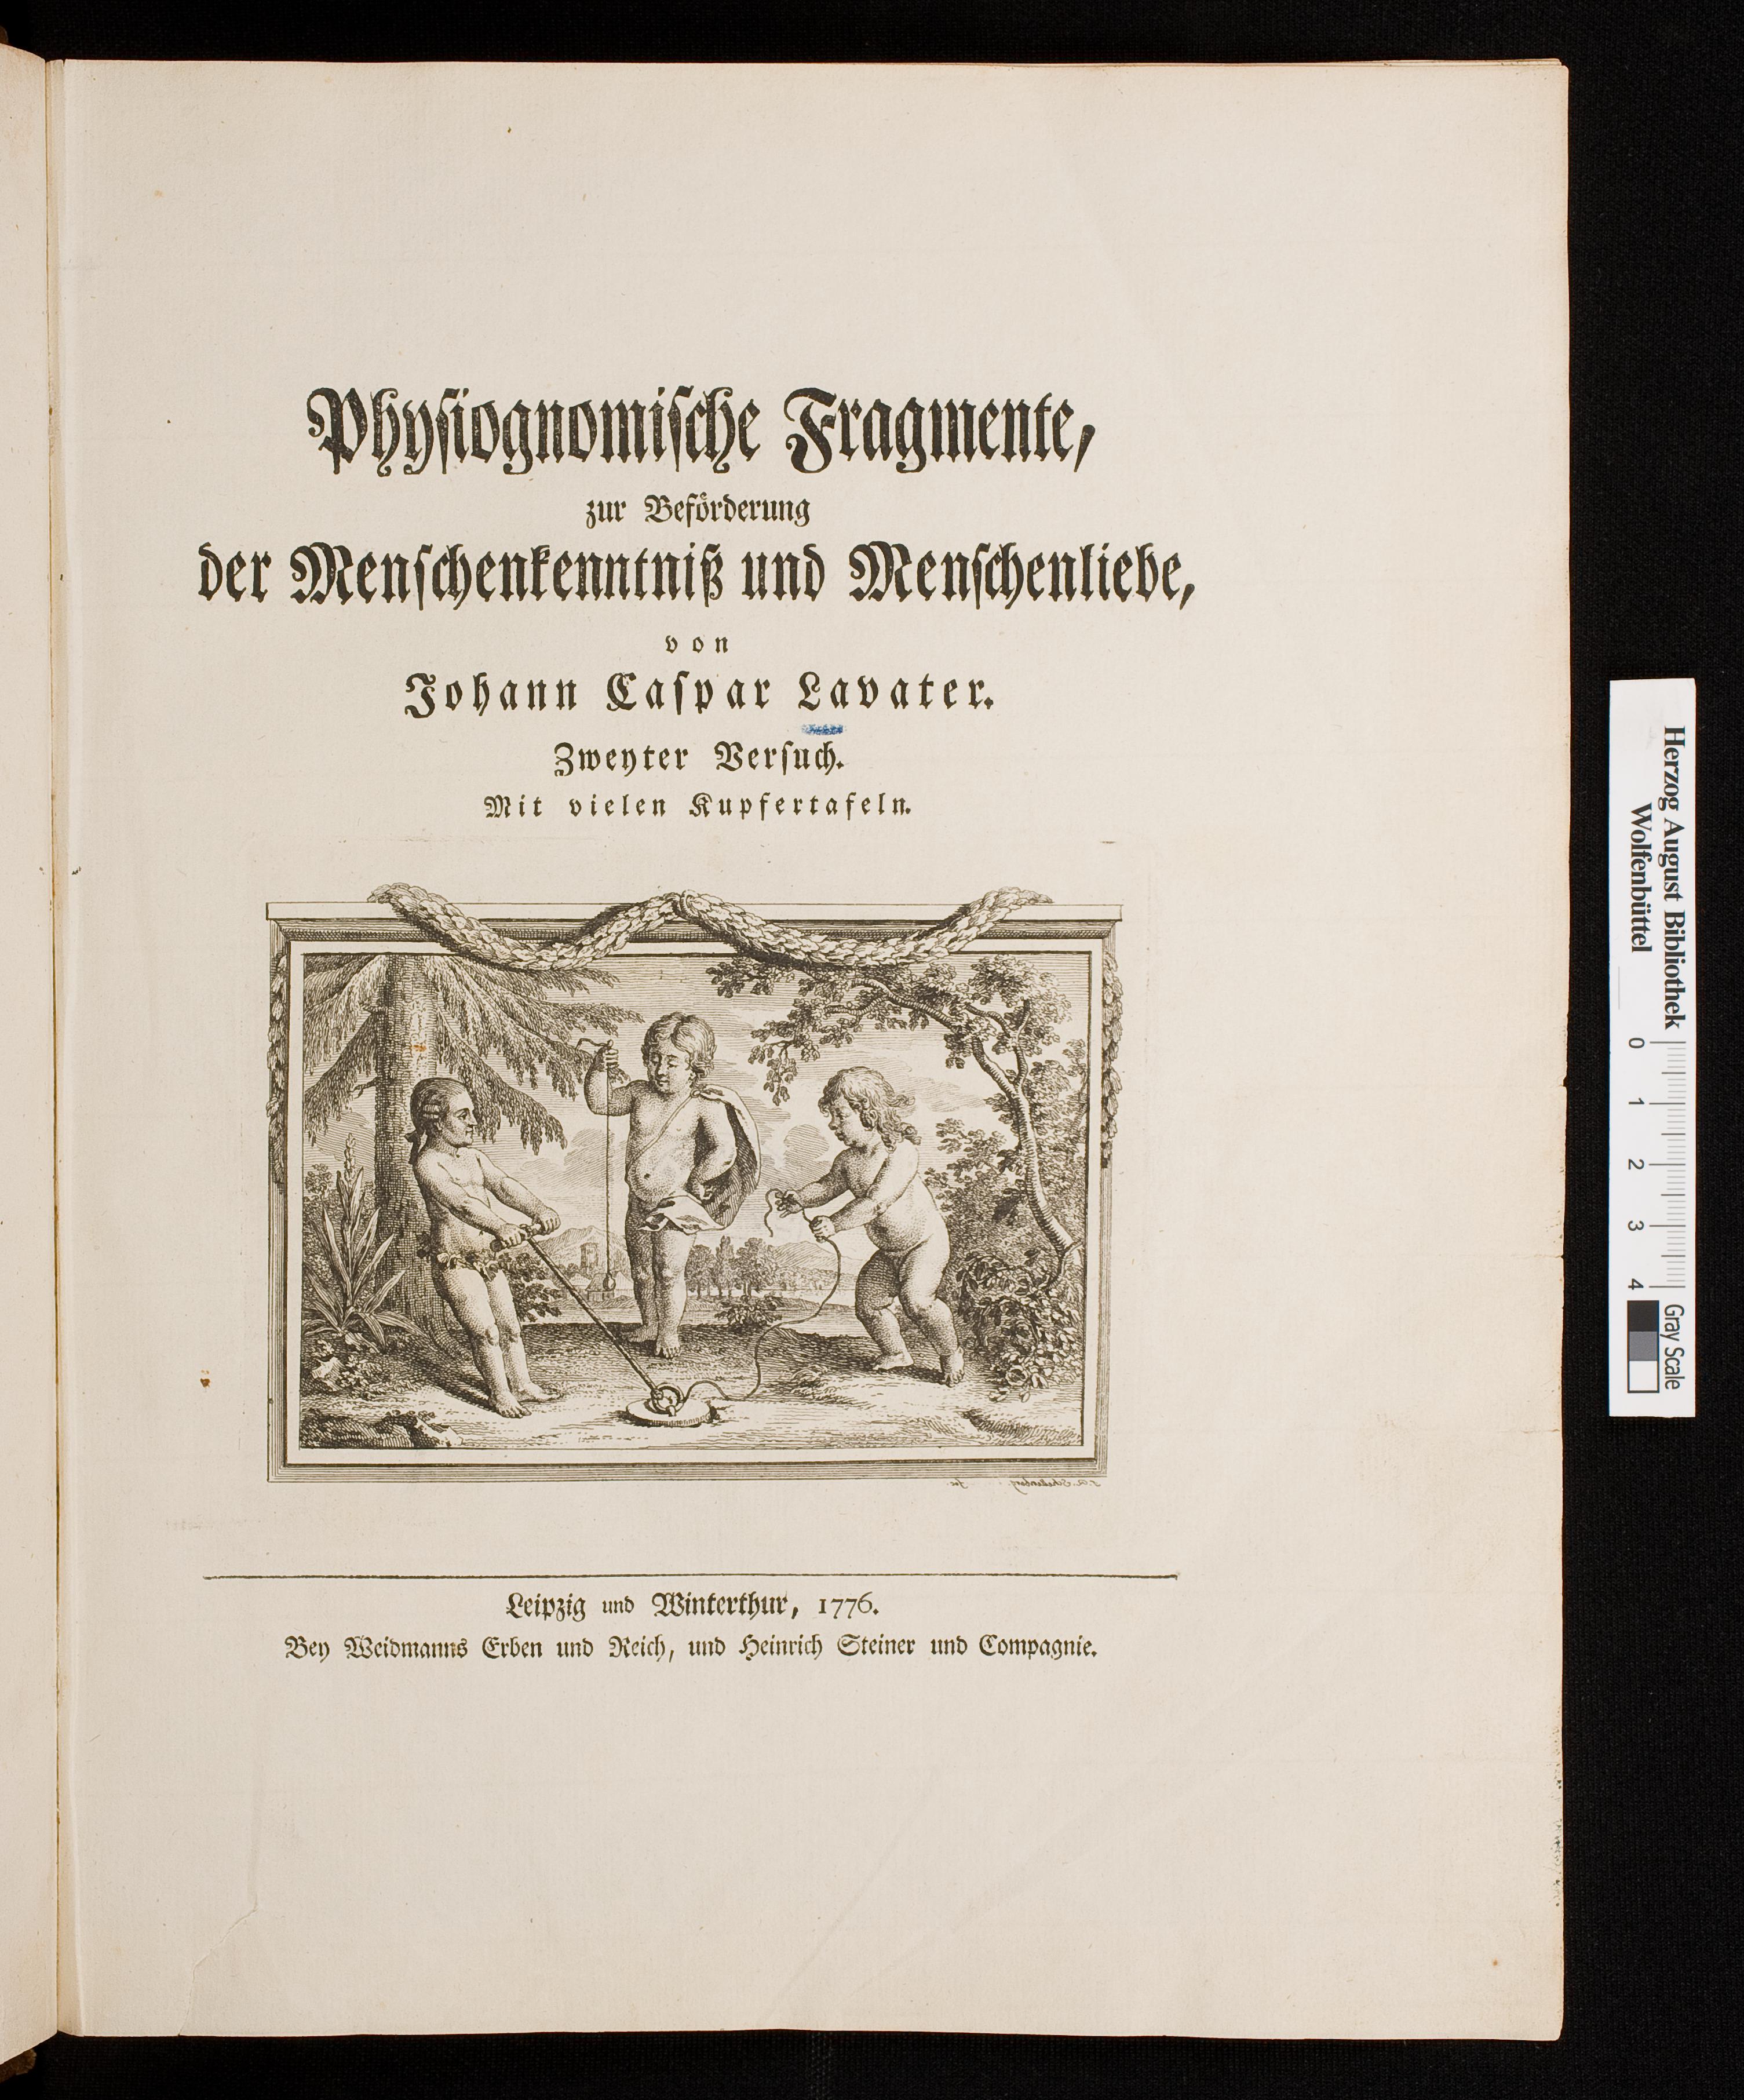 Physiognomische Fragmente,
zur Beförderung
der Menschenkenntniß und Menschenliebe,
von
Johann Caspar Lavater.
Zweyter Versuch.
Mit vielen Kupfertafeln.
Leipzig und Winterthur, 1776.
Bey Weidmanns Erben und Reich, und Heinrich Steiner und Compagnie.
Herzog August Bibliothek
Wolfenbüttel
0 1 2 3 4
Gray Scale